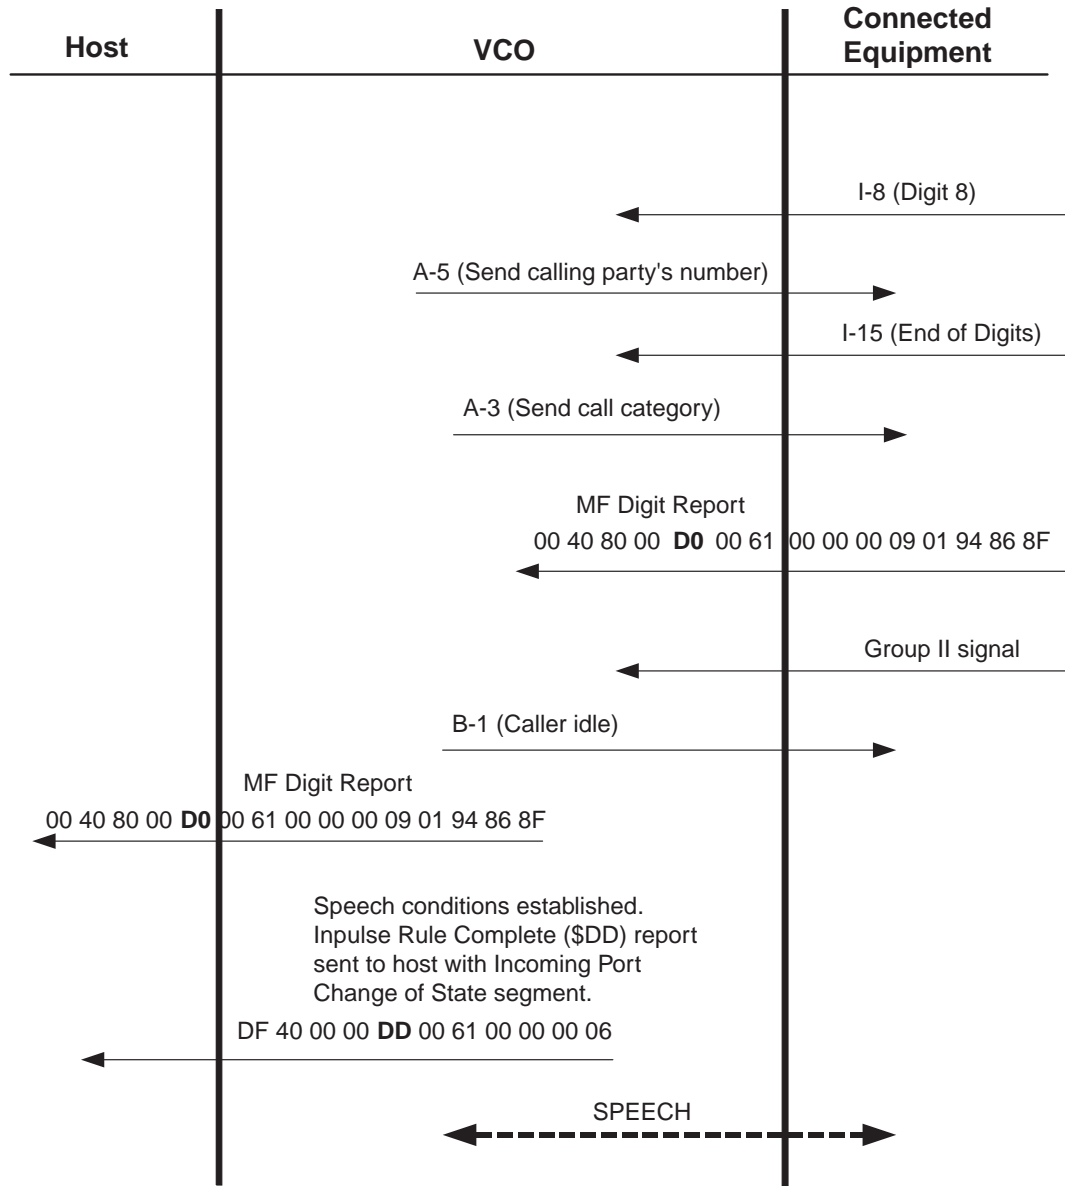 Host
VCO
Connected
Equipment
I-8 (Digit 8)
A-5 (Send calling party's number)
I-15 (End of Digits)
A-3 (Send call category)
MF Digit Report
00 40 80 00 D0 00 61 00 00 00 09 01 94 86 8F
Group II signal
B-1 (Caller idle)
MF Digit Report
00 40 80 00 D0 00 61 00 00 00 09 01 94 86 8F
Speech conditions established.
Inpulse Rule Complete ($DD) report
sent to host with Incoming Port
Change of State segment.
DF 40 00 00 DD 00 61 00 00 00 06
SPEECH